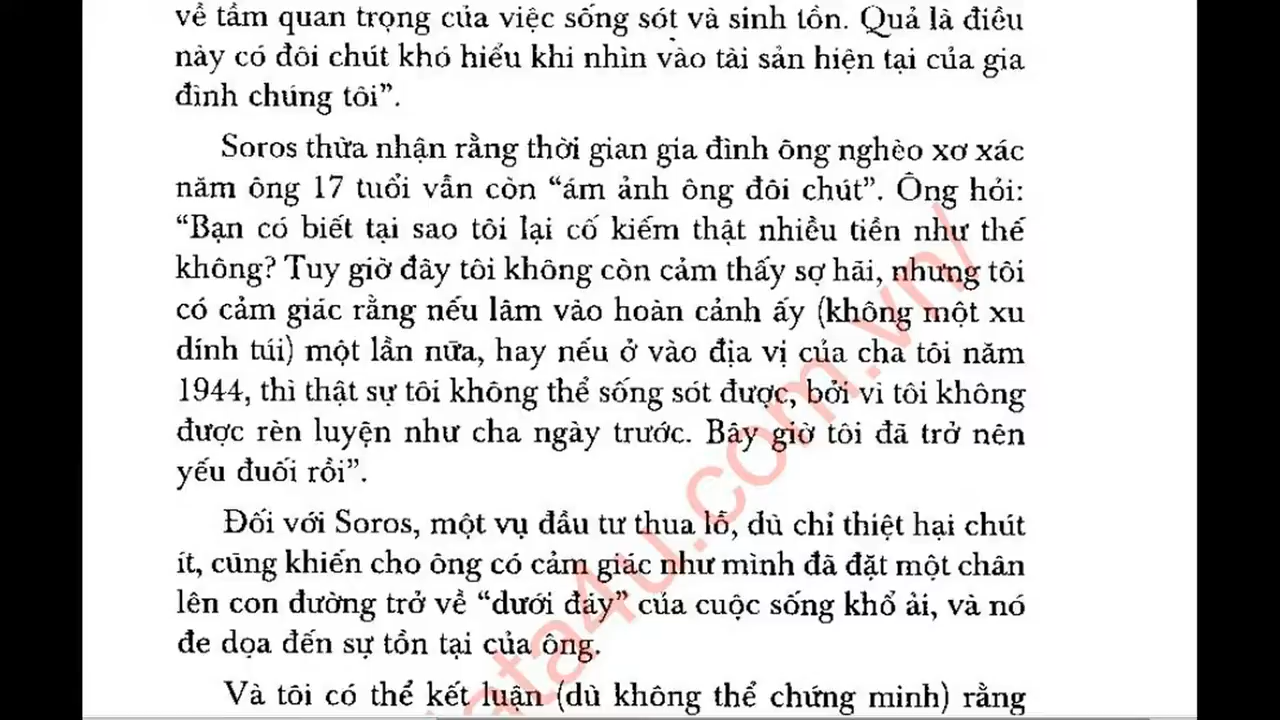 về tầm quan trọng của việc sống sót và sinh tồn. Quả là điều
này có đôi chút khó hiểu khi nhìn vào tài sản hiện tại của gia
đình chúng tôi”.
Soros thừa nhận rằng thời gian gia đình ông nghèo xơ xác
năm ông 17 tuổi vẫn còn “ám ảnh ông đôi chút”. Ông hỏi:
“Bạn có biết tại sao tôi lại cố kiếm thật nhiều tiền như thế
không? Tuy giờ đây tôi không còn cảm thấy sợ hãi, nhưng tôi
có cảm giác rằng nếu lâm vào hoàn cảnh ấy (không một xu
dính túi) một lần nữa, hay nếu ở vào địa vị của cha tôi năm
1944, thì thật sự tôi không thể sống sót được, bởi vì tôi không
được rèn luyện như cha ngày trước. Bây giờ tôi đã trở nên
yếu đuối rồi”.
Đối với Soros, một vụ đầu tư thua lỗ, dù chỉ thiệt hại chút
ít, cũng khiến cho ông có cảm giác như mình đã đặt một chân
lên con đường trở về “dưới đáy” của cuộc sống khổ ải, và nó
đe dọa đến sự tồn tại của ông.
Và tôi có thể kết luận (dù không thể chứng minh) rằng
ata4u.com.vn/